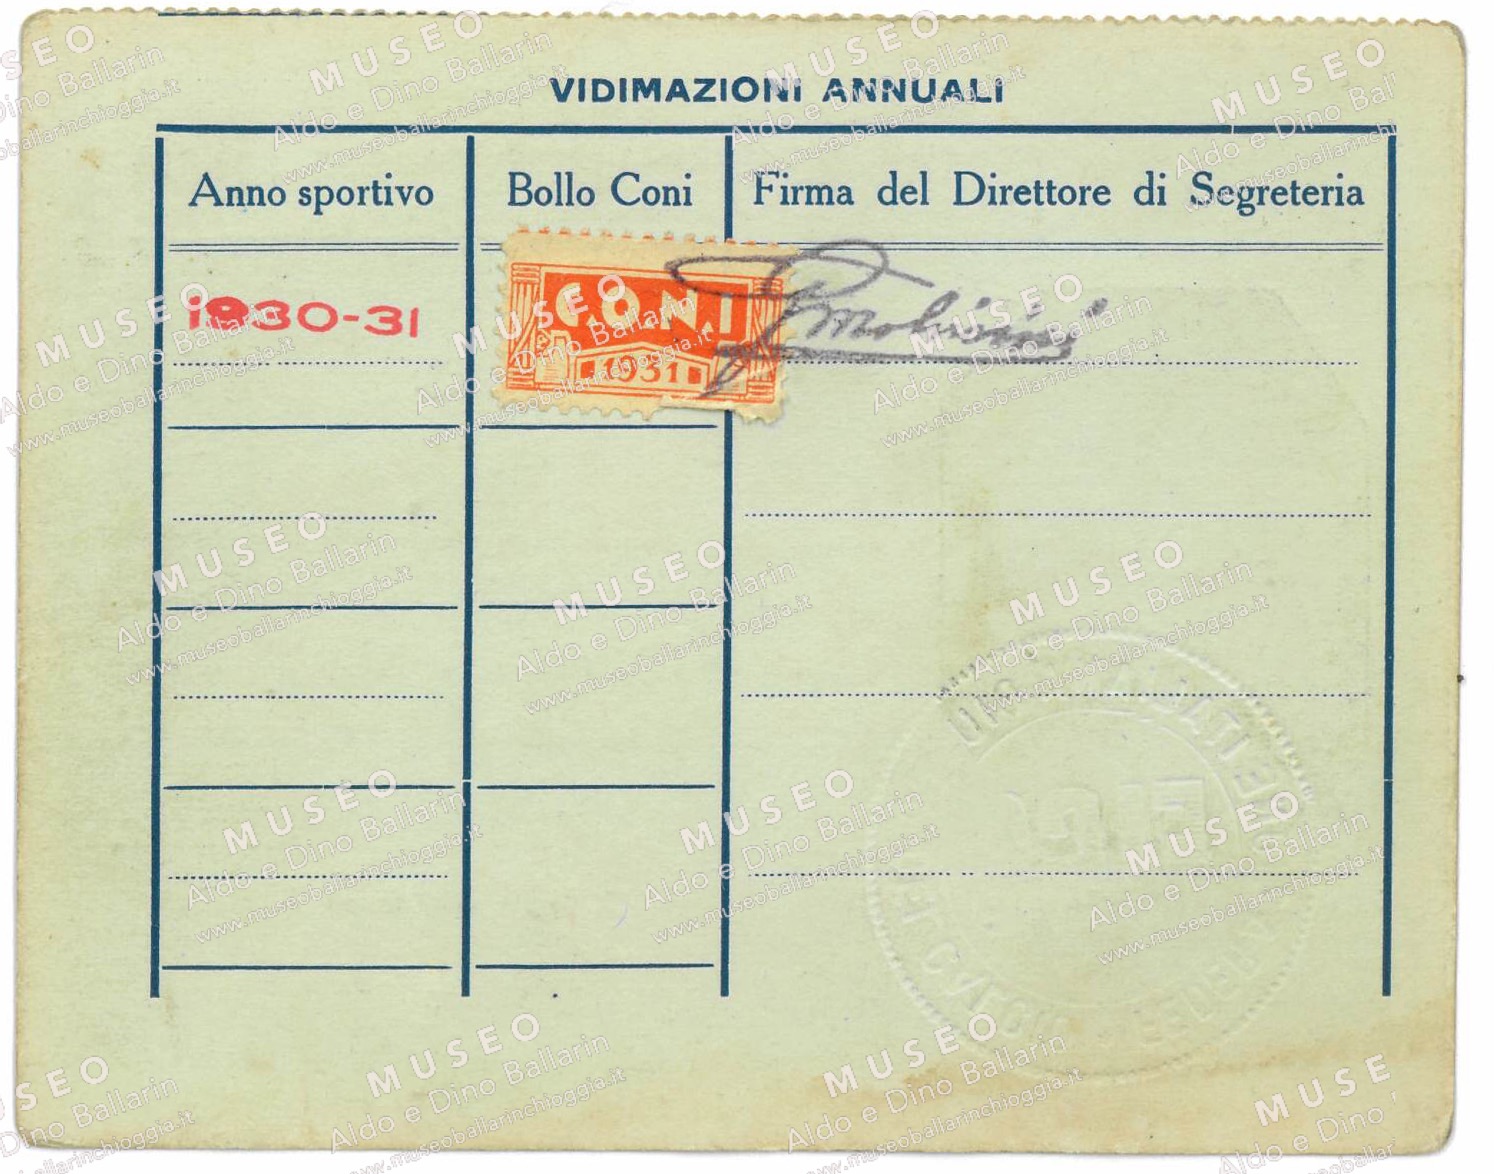 VIDIMAZIONI ANNUALI
Anno sportivo
Bollo Coni
Firma del Direttore di Segreteria
1930-31
C.O.N.I
1931
MUSEO
Aldo e Dino Ballarin
www.museoballarinchioggia.it